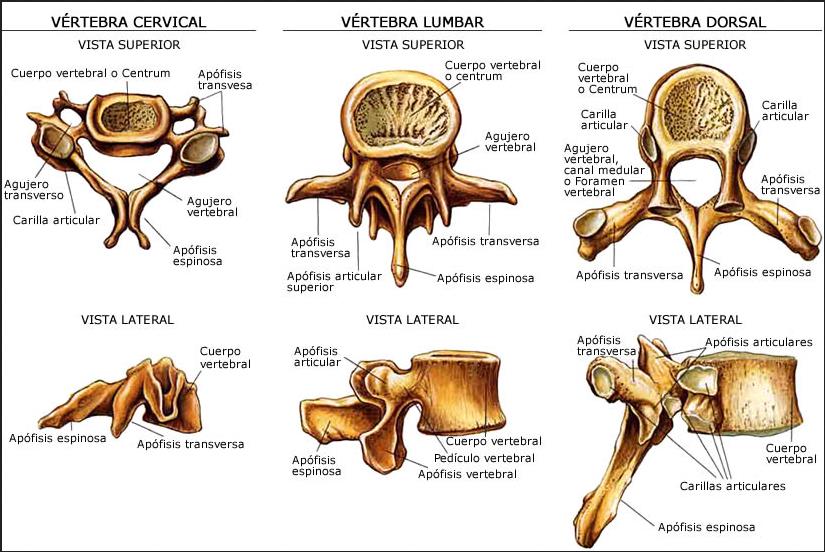 VÉRTEBRA CERVICAL
VISTA SUPERIOR
Cuerpo vertebral o Centrum
Apófisis
transvesa
Agujero
transverso
Carilla articular
Agujero
vertebral
Apófisis
espinosa
VISTA LATERAL
Cuerpo
vertebral
Apófisis espinosa
Apófisis transversa
VÉRTEBRA LUMBAR
VISTA SUPERIOR
Cuerpo vertebral
o centrum
Agujero
vertebral
Apófisis
transversa
Apófisis transversa
Apófisis articular
superior
Apófisis espinosa
VISTA LATERAL
Apófisis
articular
Apófisis
espinosa
Cuerpo vertebral
Pedículo vertebral
Apófisis vertebral
VÉRTEBRA DORSAL
VISTA SUPERIOR
Cuerpo
vertebral
o Centrum
Carilla
articular
Carilla
articular
Agujero
vertebral,
canal medular
o Foramen
vertebral
Apófisis
transversa
Apófisis transversa
Apófisis espinosa
VISTA LATERAL
Apófisis
transversa
Apófisis articulares
Cuerpo
vertebral
Carillas articulares
Apófisis espinosa